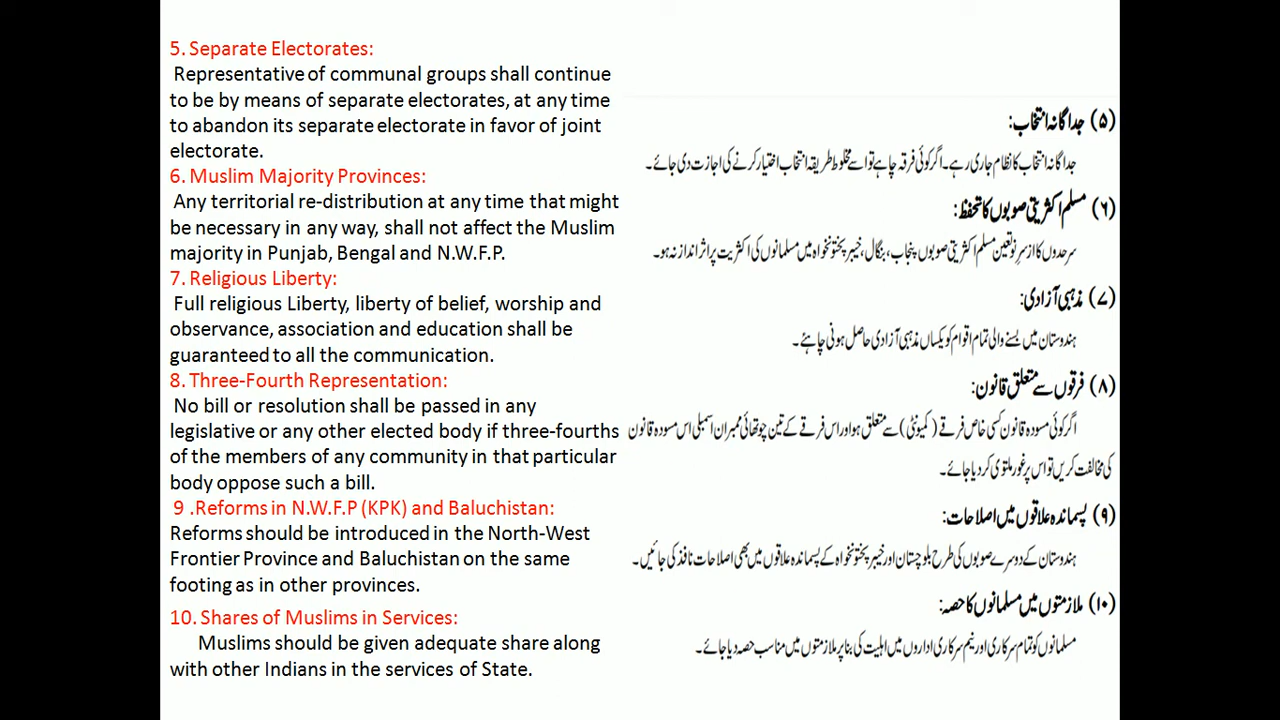 5. Separate Electorates:
Representative of communal groups shall continue
to be by means of separate electorates, at any time
to abandon its separate electorate in favor of joint
electorate.
6. Muslim Majority Provinces:
Any territorial re-distribution at any time that might
be necessary in any way, shall not affect the Muslim
majority in Punjab, Bengal and N.W.F.P.
7. Religious Liberty:
Full religious Liberty, liberty of belief, worship and
observance, association and education shall be
guaranteed to all the communication.
8. Three-Fourth Representation:
No bill or resolution shall be passed in any
legislative or any other elected body if three-fourths
of the members of any community in that particular
body oppose such a bill.
9 .Reforms in N.W.F.P (KPK) and Baluchistan:
Reforms should be introduced in the North-West
Frontier Province and Baluchistan on the same
footing as in other provinces.
10. Shares of Muslims in Services:
Muslims should be given adequate share along
with other Indians in the services of State.
(۵) جداگانہ انتخاب:
جداگانہ انتخاب کا نظام جاری رہے۔ اگر کوئی فرقہ چاہے تو اسے مخلوط طریقہ انتخاب اختیار کرنے کی اجازت دی جائے۔
(۶) مسلم اکثریتی صوبوں کا تحفظ:
سرحدوں کا از سرِ نو تعین مسلم اکثریتی صوبوں پنجاب، بنگال، خیبر پختونخواہ میں مسلمانوں کی اکثریت پر اثر انداز نہ ہو۔
(۷) مذہبی آزادی:
ہندوستان میں بسنے والی تمام اقوام کو یکساں مذہبی آزادی حاصل ہونی چاہئے۔
(۸) فرقوں سے متعلق قانون:
اگر کوئی مسودہ قانون کسی خاص فرقے (کمیونٹی) سے متعلق ہو اور اس فرقے کے تین چوتھائی ممبران اسمبلی اس مسودہ قانون
کی مخالفت کریں تو اس پر غور ملتوی کر دیا جائے۔
(۹) پسماندہ علاقوں میں اصلاحات:
ہندوستان کے دوسرے صوبوں کی طرح بلوچستان اور خیبر پختونخواہ کے پسماندہ علاقوں میں بھی اصلاحات نافذ کی جائیں۔
(۱۰) ملازمتوں میں مسلمانوں کا حصہ:
مسلمانوں کو تمام سرکاری اور نیم سرکاری اداروں میں اہلیت کی بنا پر ملازمتوں میں مناسب حصہ دیا جائے۔